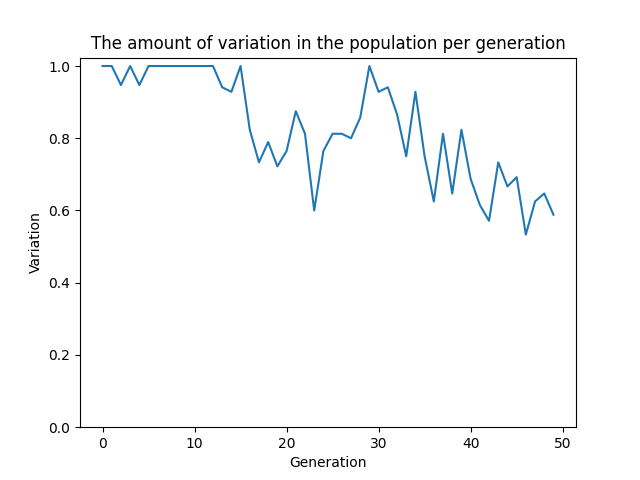 The amount of variation in the population per generation
1.0
0.8
0.6
0.4
0.2
0.0
Variation
0 10 20 30 40 50
Generation